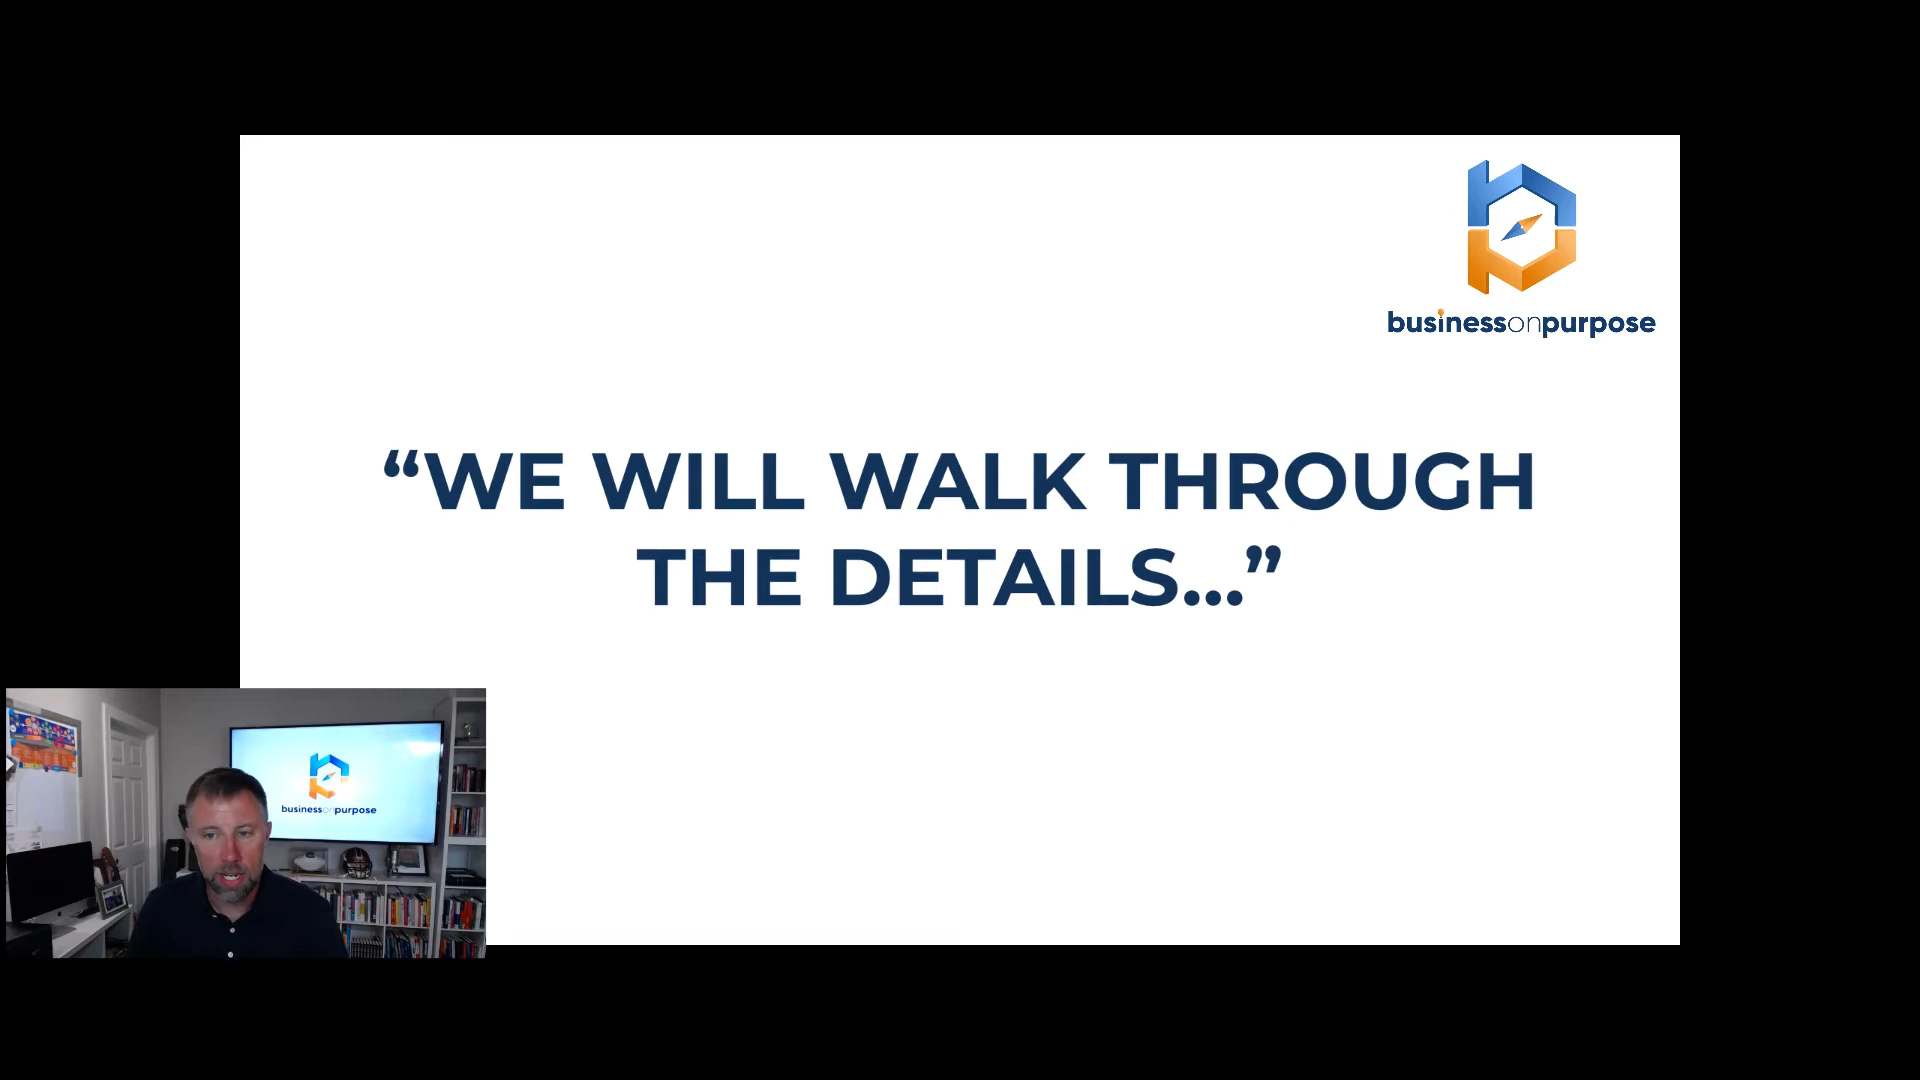 businessonpurpose
“WE WILL WALK THROUGH
THE DETAILS...”
businessonpurpose